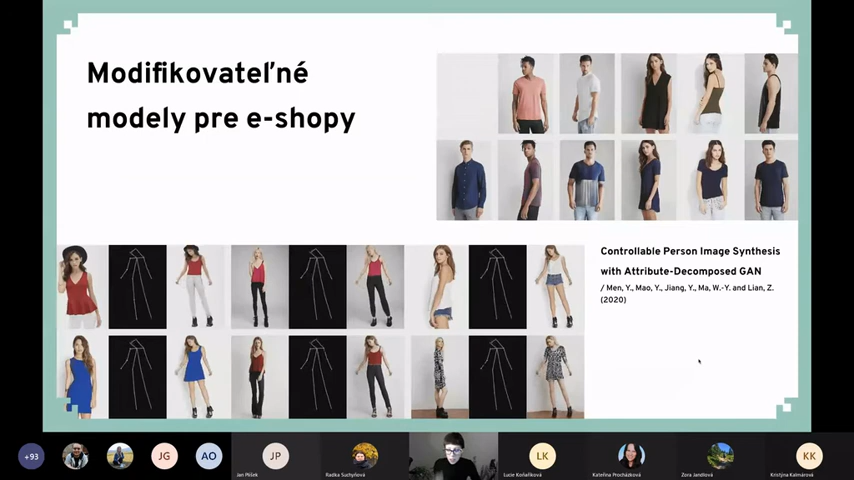 Modifikovateľné
modely pre e-shopy
Controllable Person Image Synthesis
with Attribute-Decomposed GAN
/ Men, Y., Mao, Y., Jiang, Y., Ma, W.-Y. and Lian, Z.
(2020)
+93
JG
AO
JP
LK
KK
Jan Plíšek
Radka Suchyňová
Lucie Koňaříková
Kateřina Procházková
Zora Jandlová
Kristýna Kalmárová